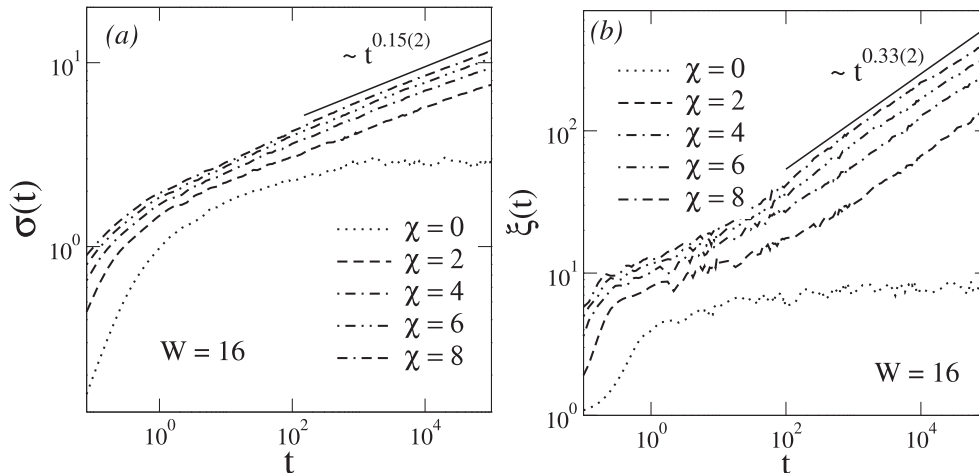 (a)
~ t^0.15(2)
10^1
10^0
σ(t)
χ = 0
χ = 2
χ = 4
χ = 6
χ = 8
W = 16
10^0
10^2
10^4
t
(b)
~ t^0.33(2)
χ = 0
χ = 2
χ = 4
χ = 6
χ = 8
10^2
10^1
10^0
ξ(t)
W = 16
10^0
10^2
10^4
t